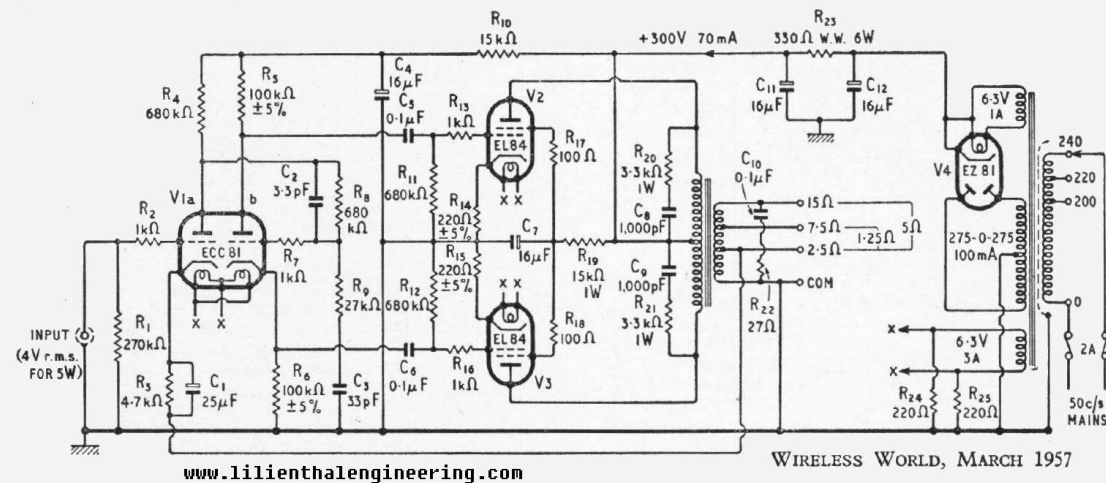 R10
15kΩ
R23
+300V 70mA
330Ω W.W. 6W
R4
680kΩ
R5
100kΩ
±5%
C4
16µF
C5
0·1µF
R13
1kΩ
V2
EL84
R17
100Ω
C11
16µF
C12
16µF
6·3V
1A
V4
EZ 81
240
220
200
C2
3·3pF
R8
680
kΩ
R11
680kΩ
R14
220Ω
±5%
R20
3·3kΩ
1W
C8
1,000pF
C10
0·1µF
15Ω
7·5Ω
5Ω
1·25Ω
2·5Ω
COM
275-0-275
100mA
V1a
b
R2
1kΩ
ECC 81
R7
1kΩ
X X X
X X
C7
16µF
R15
220Ω
±5%
R19
15kΩ
1W
C9
1,000pF
R21
3·3kΩ
1W
R22
27Ω
R9
27kΩ
R12
680kΩ
X X
EL84
V3
R18
100Ω
INPUT
(4V r.m.s.
FOR 5W)
R1
270kΩ
R3
4·7kΩ
C1
25µF
R6
100kΩ
±5%
C3
33pF
C6
0·1µF
R16
1kΩ
X
X
6·3V
3A
R24
220Ω
R25
220Ω
0
2A
50c/s
MAINS
www.lilienthalengineering.com
WIRELESS WORLD, MARCH 1957